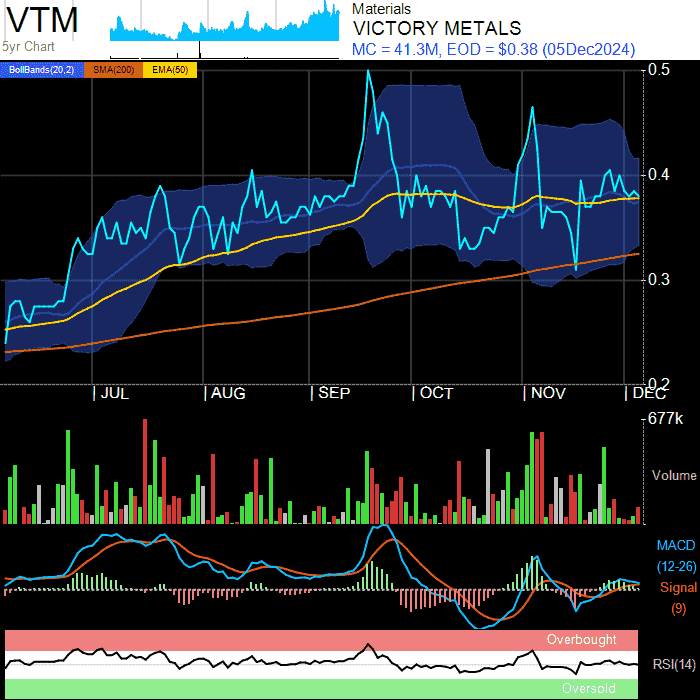 VTM
5yr Chart
Materials
VICTORY METALS
MC = 41.3M, EOD = $0.38 (05Dec2024)
BollBands(20,2) SMA(200) EMA(50)
0.5
0.4
0.3
0.2
| JUL | AUG | SEP | OCT | NOV | DEC
677k
Volume
MACD
(12-26)
Signal
(9)
Overbought
RSI(14)
Oversold